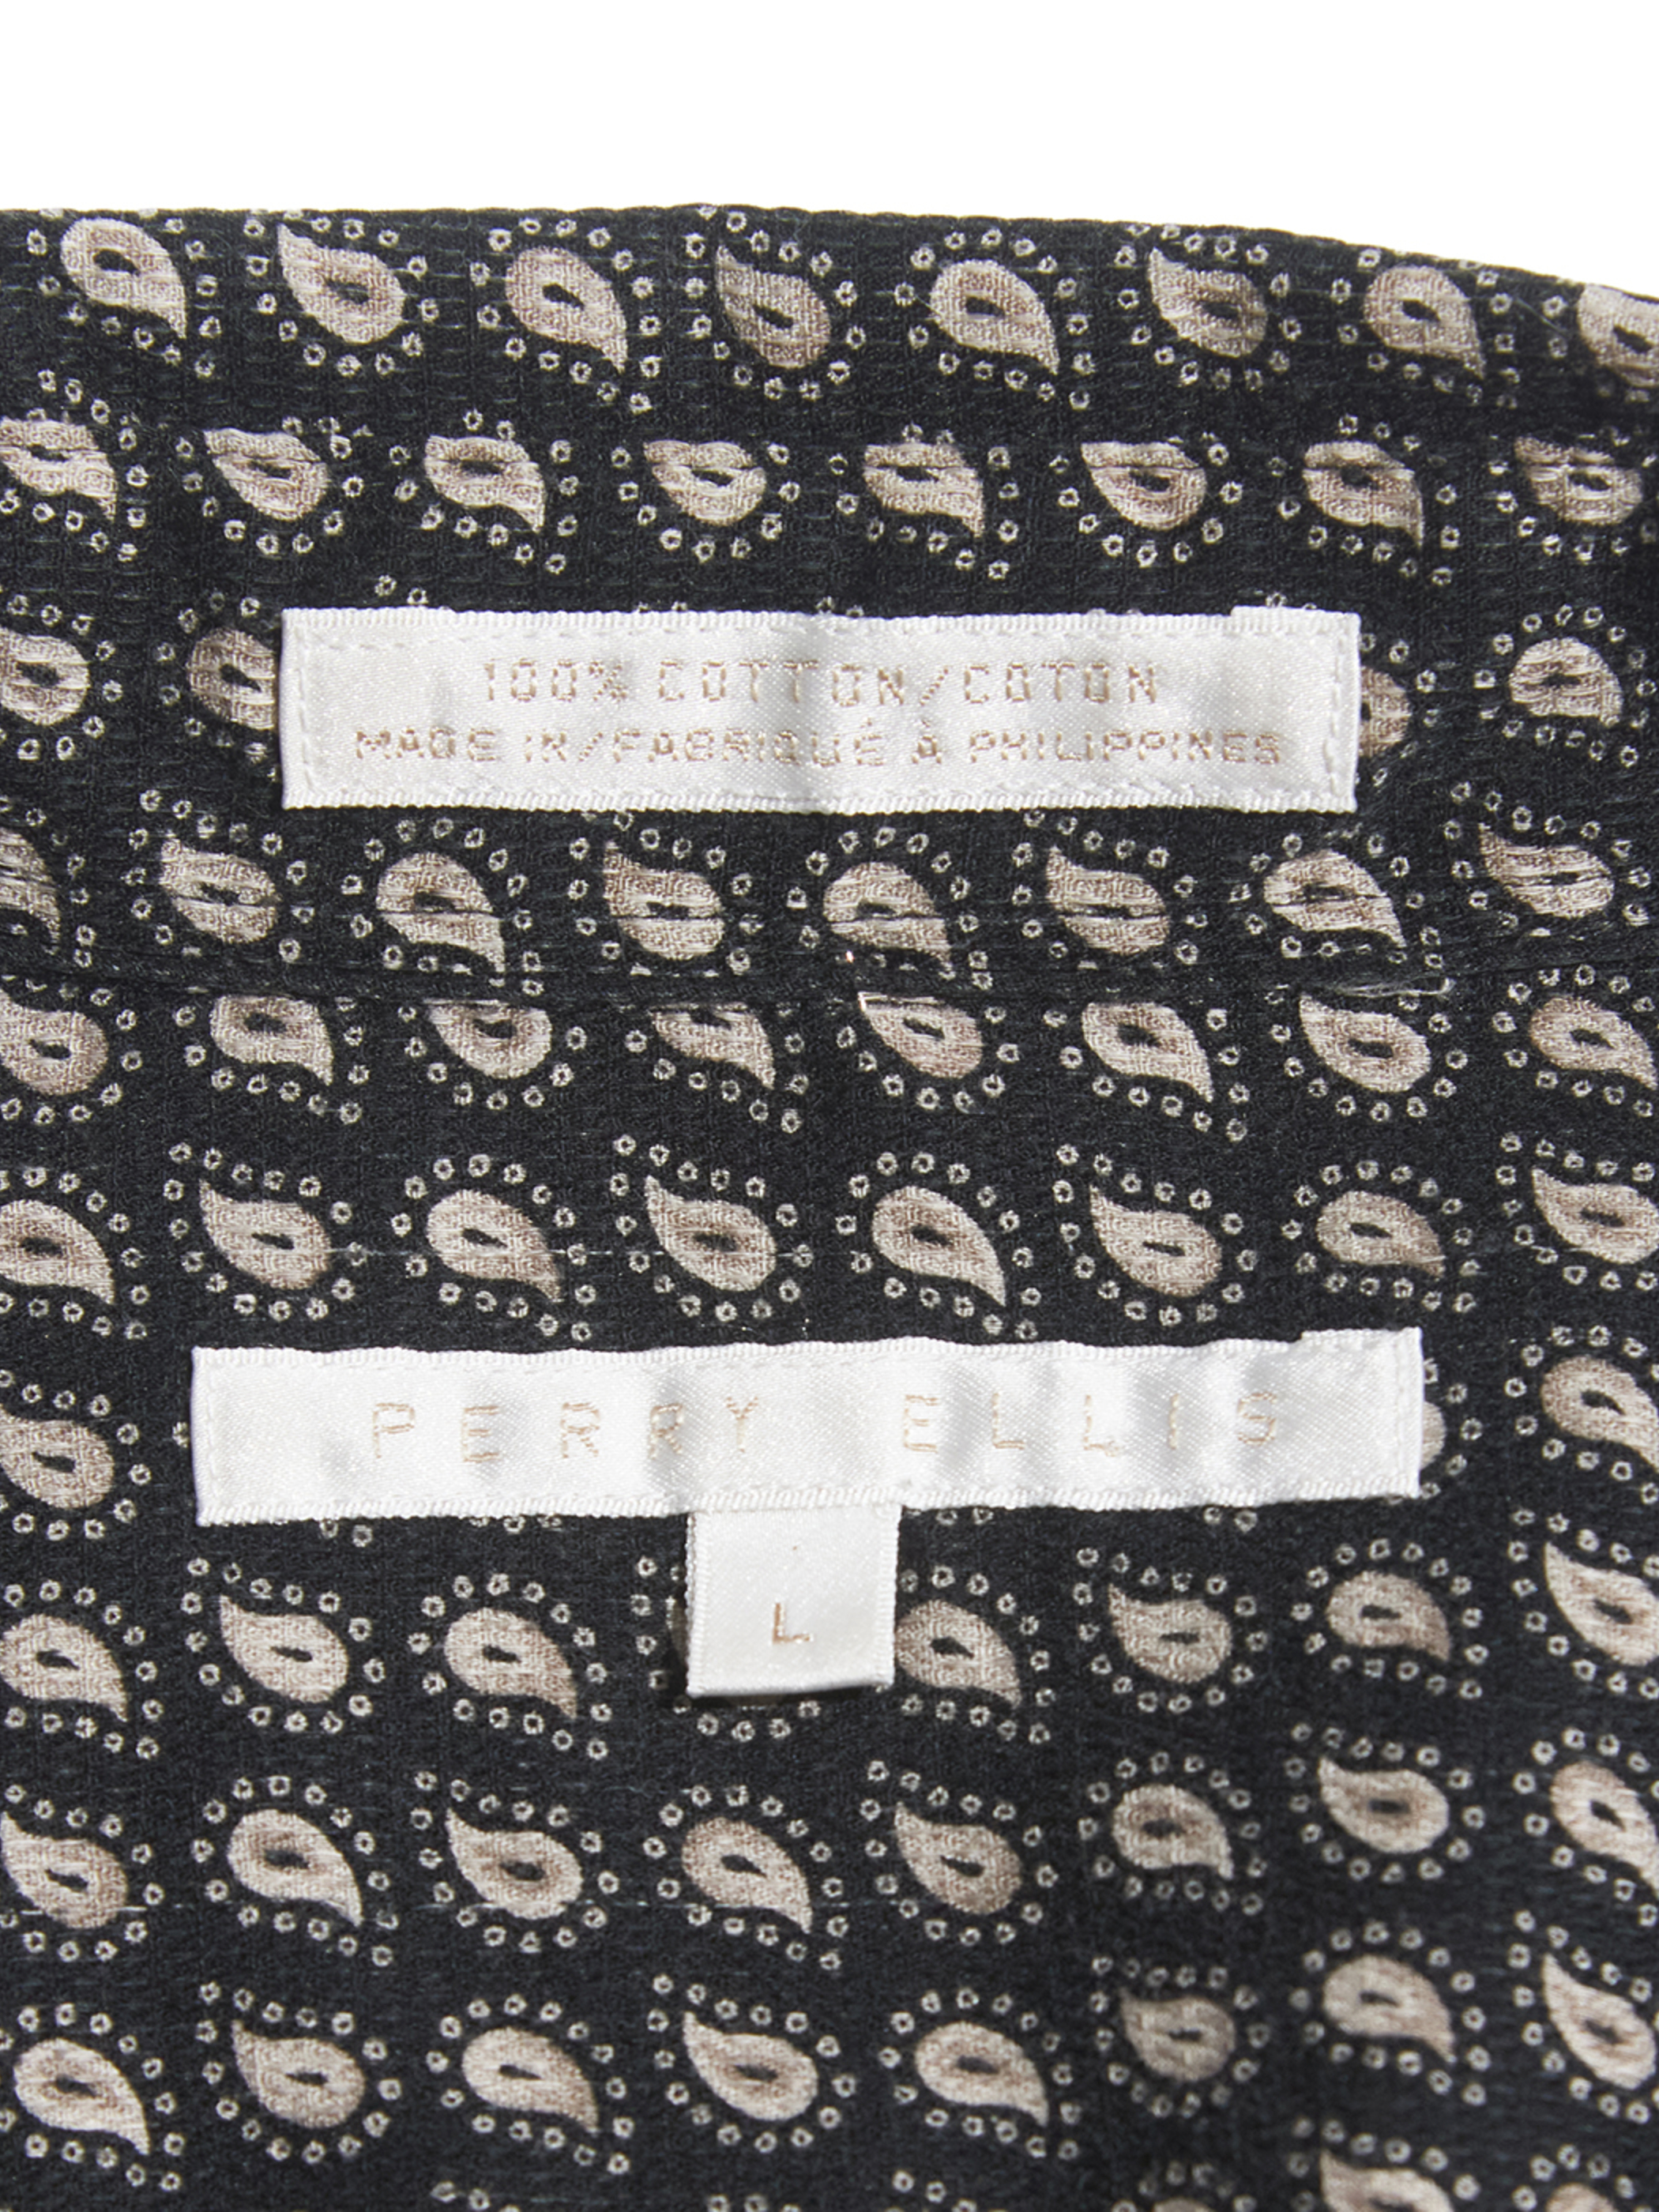 100% COTTON/COTON
MADE IN/FABRIQUÉ À PHILIPPINES
PERRY ELLIS
L